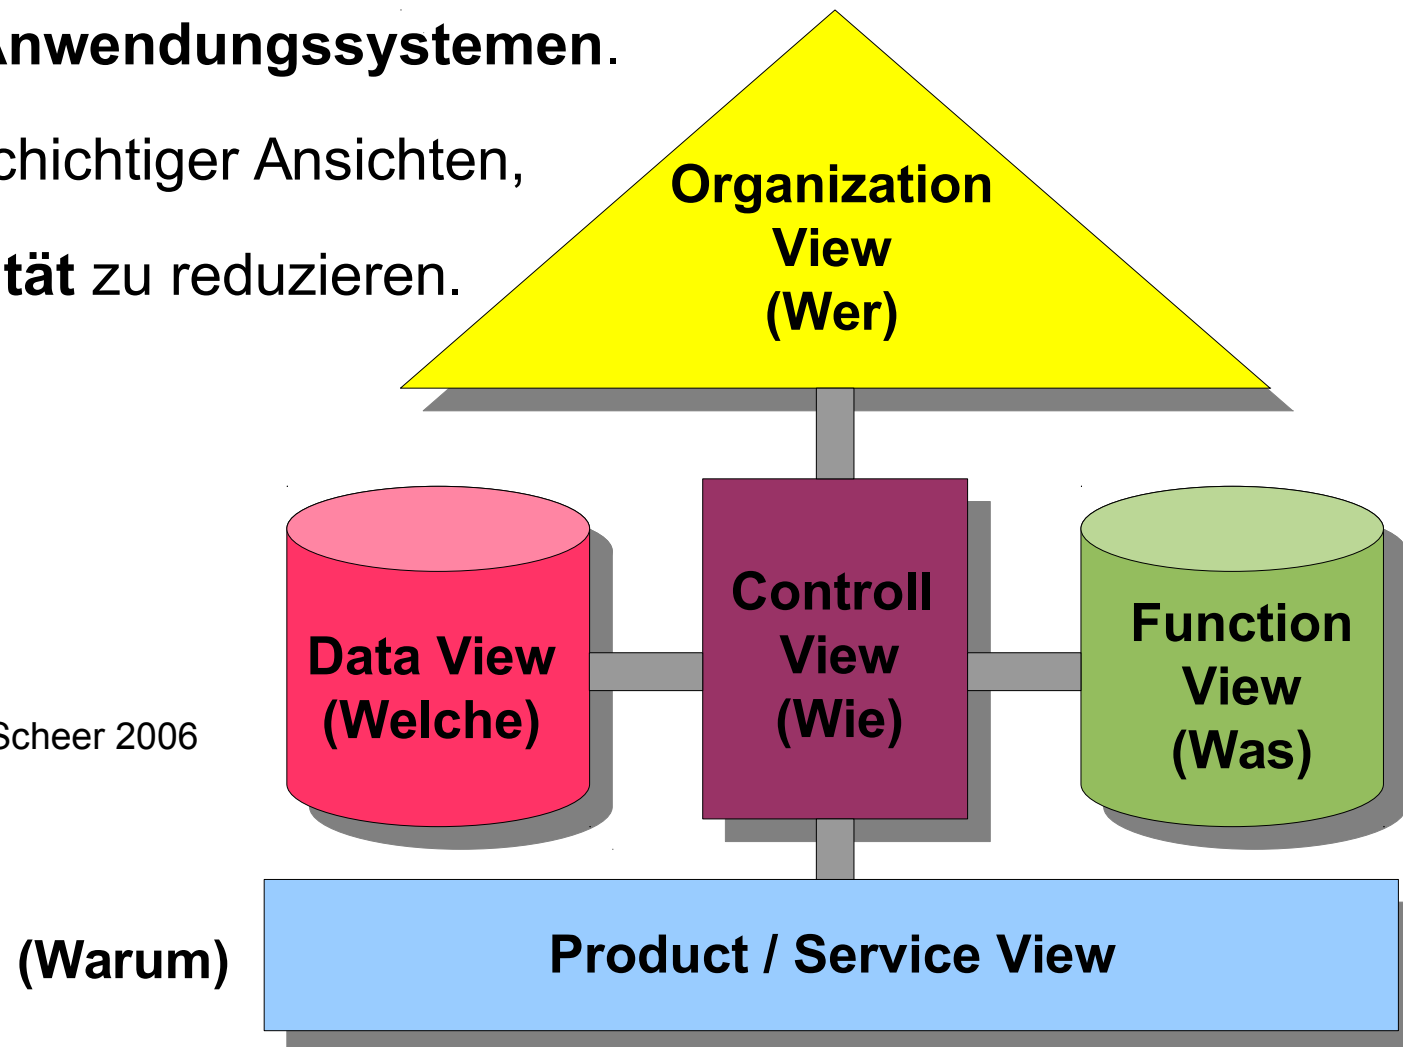 Anwendungssystemen.
chichtiger Ansichten,
tät zu reduzieren.
Organization
View
(Wer)
Data View
(Welche)
Controll
View
(Wie)
Function
View
(Was)
Scheer 2006
(Warum)
Product / Service View